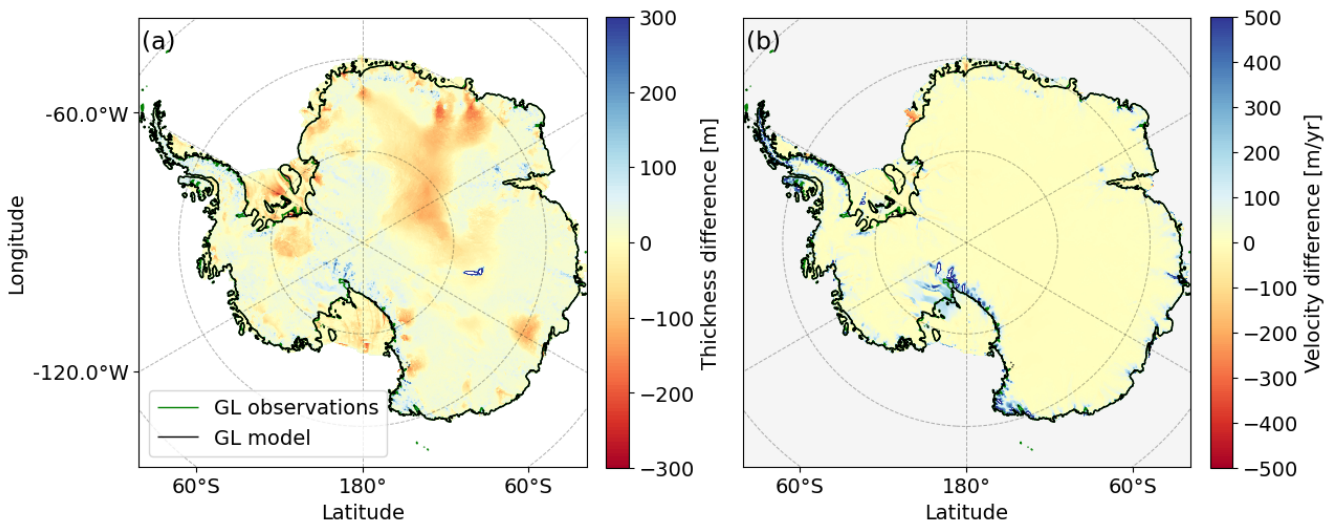 (a)
-60.0°W
-120.0°W
Longitude
GL observations
GL model
60°S
180°
60°S
Latitude
300
200
100
0
−100
−200
−300
Thickness difference [m]
(b)
60°S
180°
60°S
Latitude
500
400
300
200
100
0
−100
−200
−300
−400
−500
Velocity difference [m/yr]